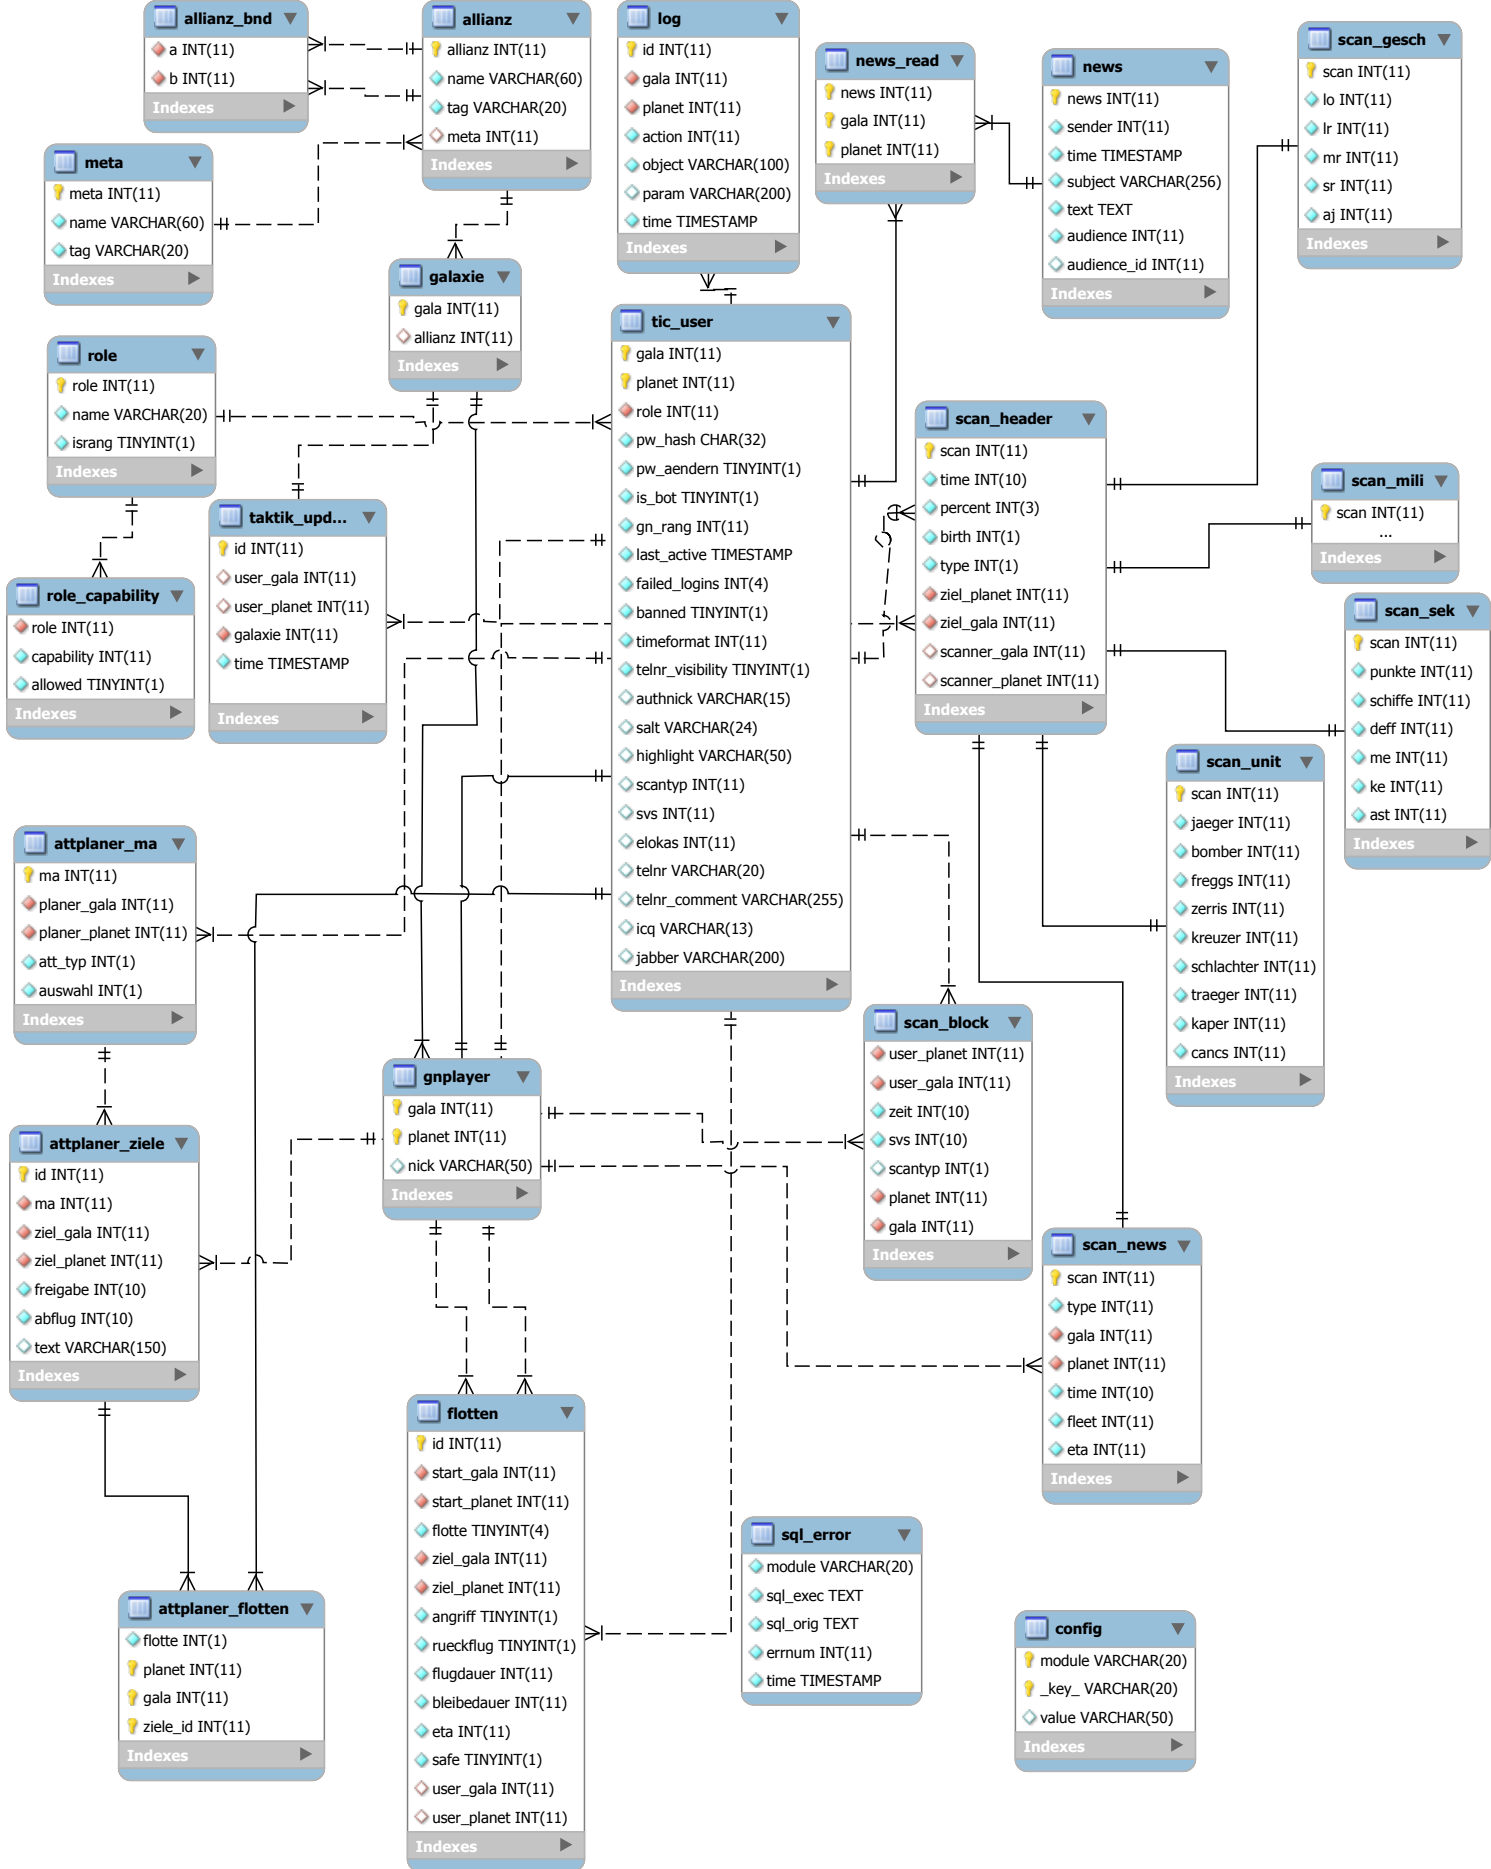 allianz_bnd
a INT(11)
b INT(11)
Indexes
allianz
allianz INT(11)
name VARCHAR(60)
tag VARCHAR(20)
meta INT(11)
Indexes
log
id INT(11)
gala INT(11)
planet INT(11)
action INT(11)
object VARCHAR(100)
param VARCHAR(200)
time TIMESTAMP
Indexes
news_read
news INT(11)
gala INT(11)
planet INT(11)
Indexes
news
news INT(11)
sender INT(11)
time TIMESTAMP
subject VARCHAR(256)
text TEXT
audience INT(11)
audience_id INT(11)
Indexes
scan_gesch
scan INT(11)
lo INT(11)
lr INT(11)
mr INT(11)
sr INT(11)
aj INT(11)
Indexes
meta
meta INT(11)
name VARCHAR(60)
tag VARCHAR(20)
Indexes
galaxie
gala INT(11)
allianz INT(11)
Indexes
role
role INT(11)
name VARCHAR(20)
israng TINYINT(1)
Indexes
tic_user
gala INT(11)
planet INT(11)
role INT(11)
pw_hash CHAR(32)
pw_aendern TINYINT(1)
is_bot TINYINT(1)
gn_rang INT(11)
last_active TIMESTAMP
failed_logins INT(4)
banned TINYINT(1)
timeformat INT(11)
telnr_visibility TINYINT(1)
authnick VARCHAR(15)
salt VARCHAR(24)
highlight VARCHAR(50)
scantyp INT(11)
svs INT(11)
elokas INT(11)
telnr VARCHAR(20)
telnr_comment VARCHAR(255)
icq VARCHAR(13)
jabber VARCHAR(200)
Indexes
scan_header
scan INT(11)
time INT(10)
percent INT(3)
birth INT(1)
type INT(1)
ziel_planet INT(11)
ziel_gala INT(11)
scanner_gala INT(11)
scanner_planet INT(11)
Indexes
scan_mili
scan INT(11)
...
Indexes
taktik_upd...
id INT(11)
user_gala INT(11)
user_planet INT(11)
galaxie INT(11)
time TIMESTAMP
Indexes
role_capability
role INT(11)
capability INT(11)
allowed TINYINT(1)
Indexes
scan_sek
scan INT(11)
punkte INT(11)
schiffe INT(11)
deff INT(11)
me INT(11)
ke INT(11)
ast INT(11)
Indexes
scan_unit
scan INT(11)
jaeger INT(11)
bomber INT(11)
freggs INT(11)
zerris INT(11)
kreuzer INT(11)
schlachter INT(11)
traeger INT(11)
kaper INT(11)
cancs INT(11)
Indexes
attplaner_ma
ma INT(11)
planer_gala INT(11)
planer_planet INT(11)
att_typ INT(1)
auswahl INT(1)
Indexes
scan_block
user_planet INT(11)
user_gala INT(11)
zeit INT(10)
svs INT(10)
scantyp INT(1)
planet INT(11)
gala INT(11)
Indexes
gnplayer
gala INT(11)
planet INT(11)
nick VARCHAR(50)
Indexes
attplaner_ziele
id INT(11)
ma INT(11)
ziel_gala INT(11)
ziel_planet INT(11)
freigabe INT(10)
abflug INT(10)
text VARCHAR(150)
Indexes
scan_news
scan INT(11)
type INT(11)
gala INT(11)
planet INT(11)
time INT(10)
fleet INT(11)
eta INT(11)
Indexes
flotten
id INT(11)
start_gala INT(11)
start_planet INT(11)
flotte TINYINT(4)
ziel_gala INT(11)
ziel_planet INT(11)
angriff TINYINT(1)
rueckflug TINYINT(1)
flugdauer INT(11)
bleibedauer INT(11)
eta INT(11)
safe TINYINT(1)
user_gala INT(11)
user_planet INT(11)
Indexes
sql_error
module VARCHAR(20)
sql_exec TEXT
sql_orig TEXT
errnum INT(11)
time TIMESTAMP
attplaner_flotten
flotte INT(1)
planet INT(11)
gala INT(11)
ziele_id INT(11)
Indexes
config
module VARCHAR(20)
_key_ VARCHAR(20)
value VARCHAR(50)
Indexes